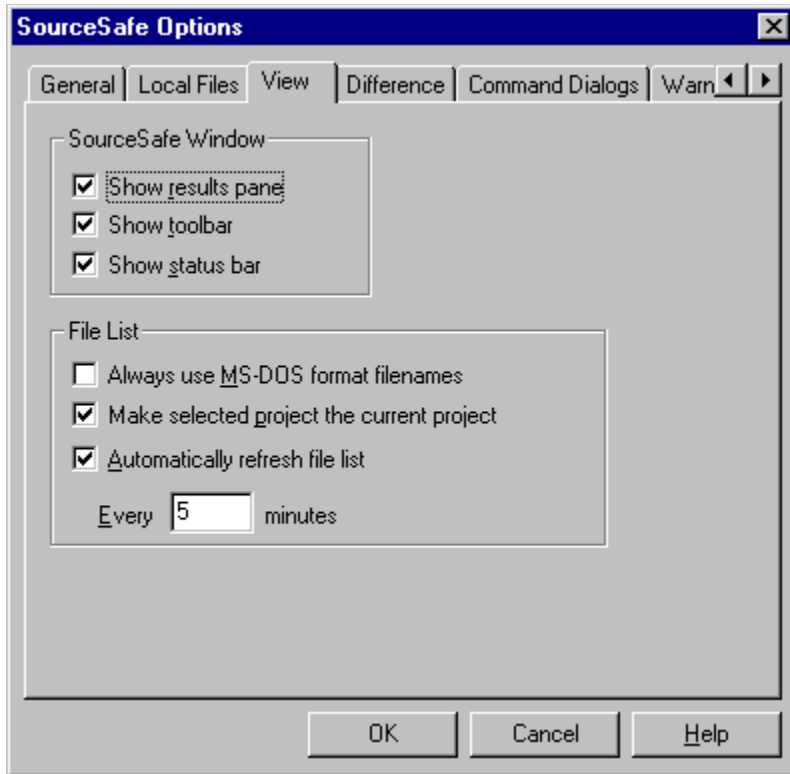 SourceSafe Options
General Local Files View Difference Command Dialogs Warn
SourceSafe Window
Show results pane
Show toolbar
Show status bar
File List
Always use MS-DOS format filenames
Make selected project the current project
Automatically refresh file list
Every 5 minutes
OK Cancel Help